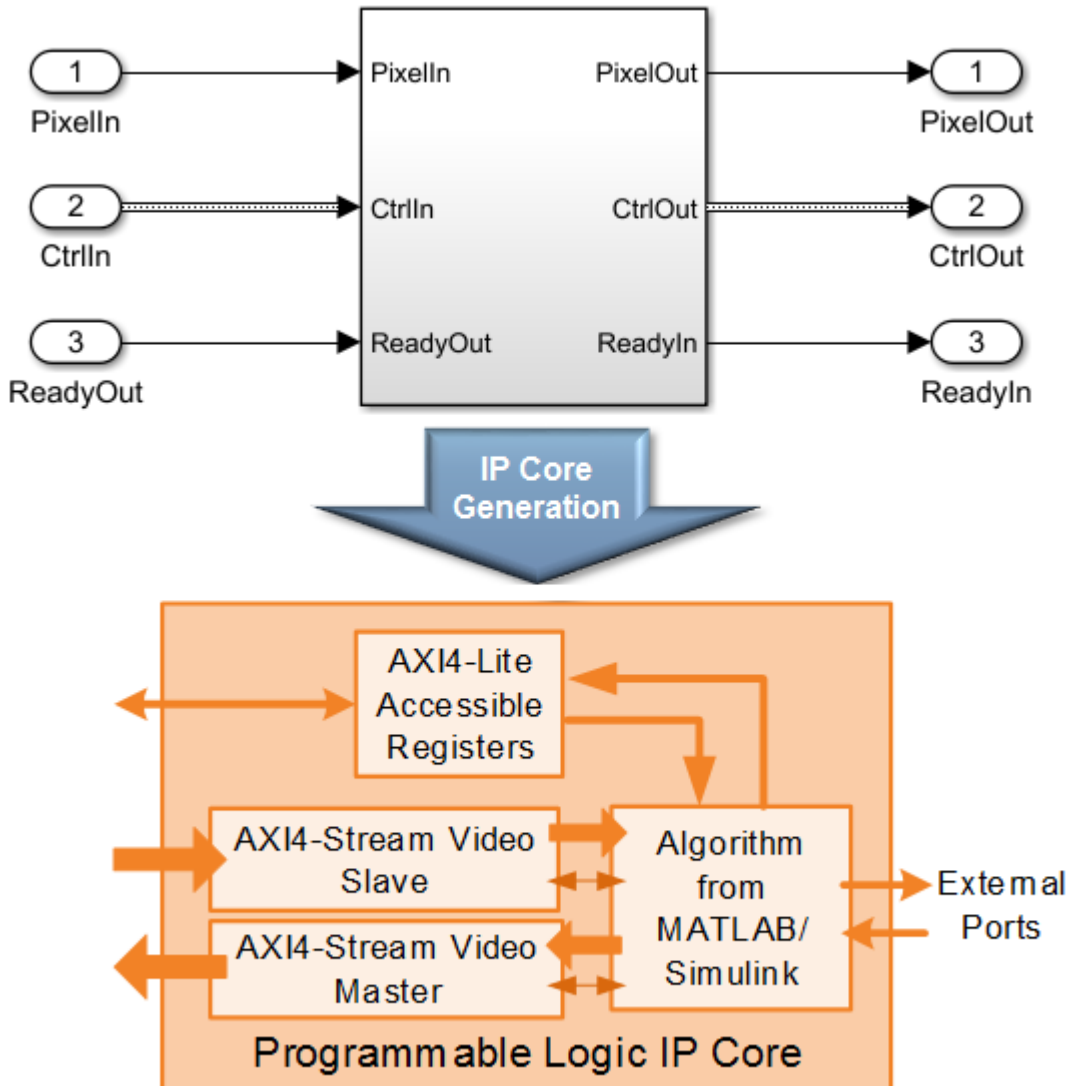 1
PixelIn
PixelIn
PixelOut
1
PixelOut
2
CtrlIn
CtrlIn
CtrlOut
2
CtrlOut
3
ReadyOut
ReadyOut
ReadyIn
3
ReadyIn
IP Core
Generation
AXI4-Lite
Accessible
Registers
AXI4-Stream Video
Slave
AXI4-Stream Video
Master
Algorithm
from
MATLAB/
Simulink
External
Ports
Programmable Logic IP Core